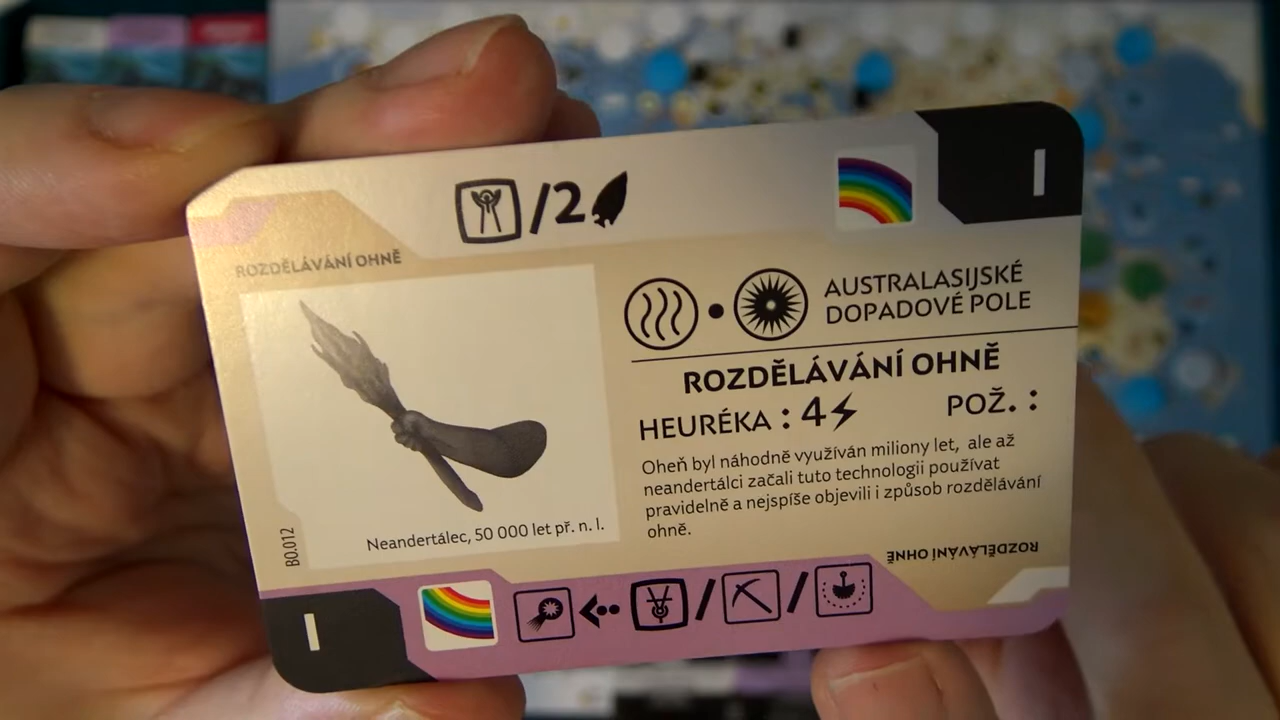 /2
I
ROZDĚLÁVÁNÍ OHNĚ
AUSTRALASIJSKÉ
DOPADOVÉ POLE
ROZDĚLÁVÁNÍ OHNĚ
HEURÉKA : 4
POŽ. :
Oheň byl náhodně využíván miliony let, ale až
neandertálci začali tuto technologii používat
pravidelně a nejspíše objevili i způsob rozdělávání
ohně.
Neandertálec, 50 000 let př. n. l.
B0.012
ROZDĚLÁVÁNÍ OHNĚ
I
/ /